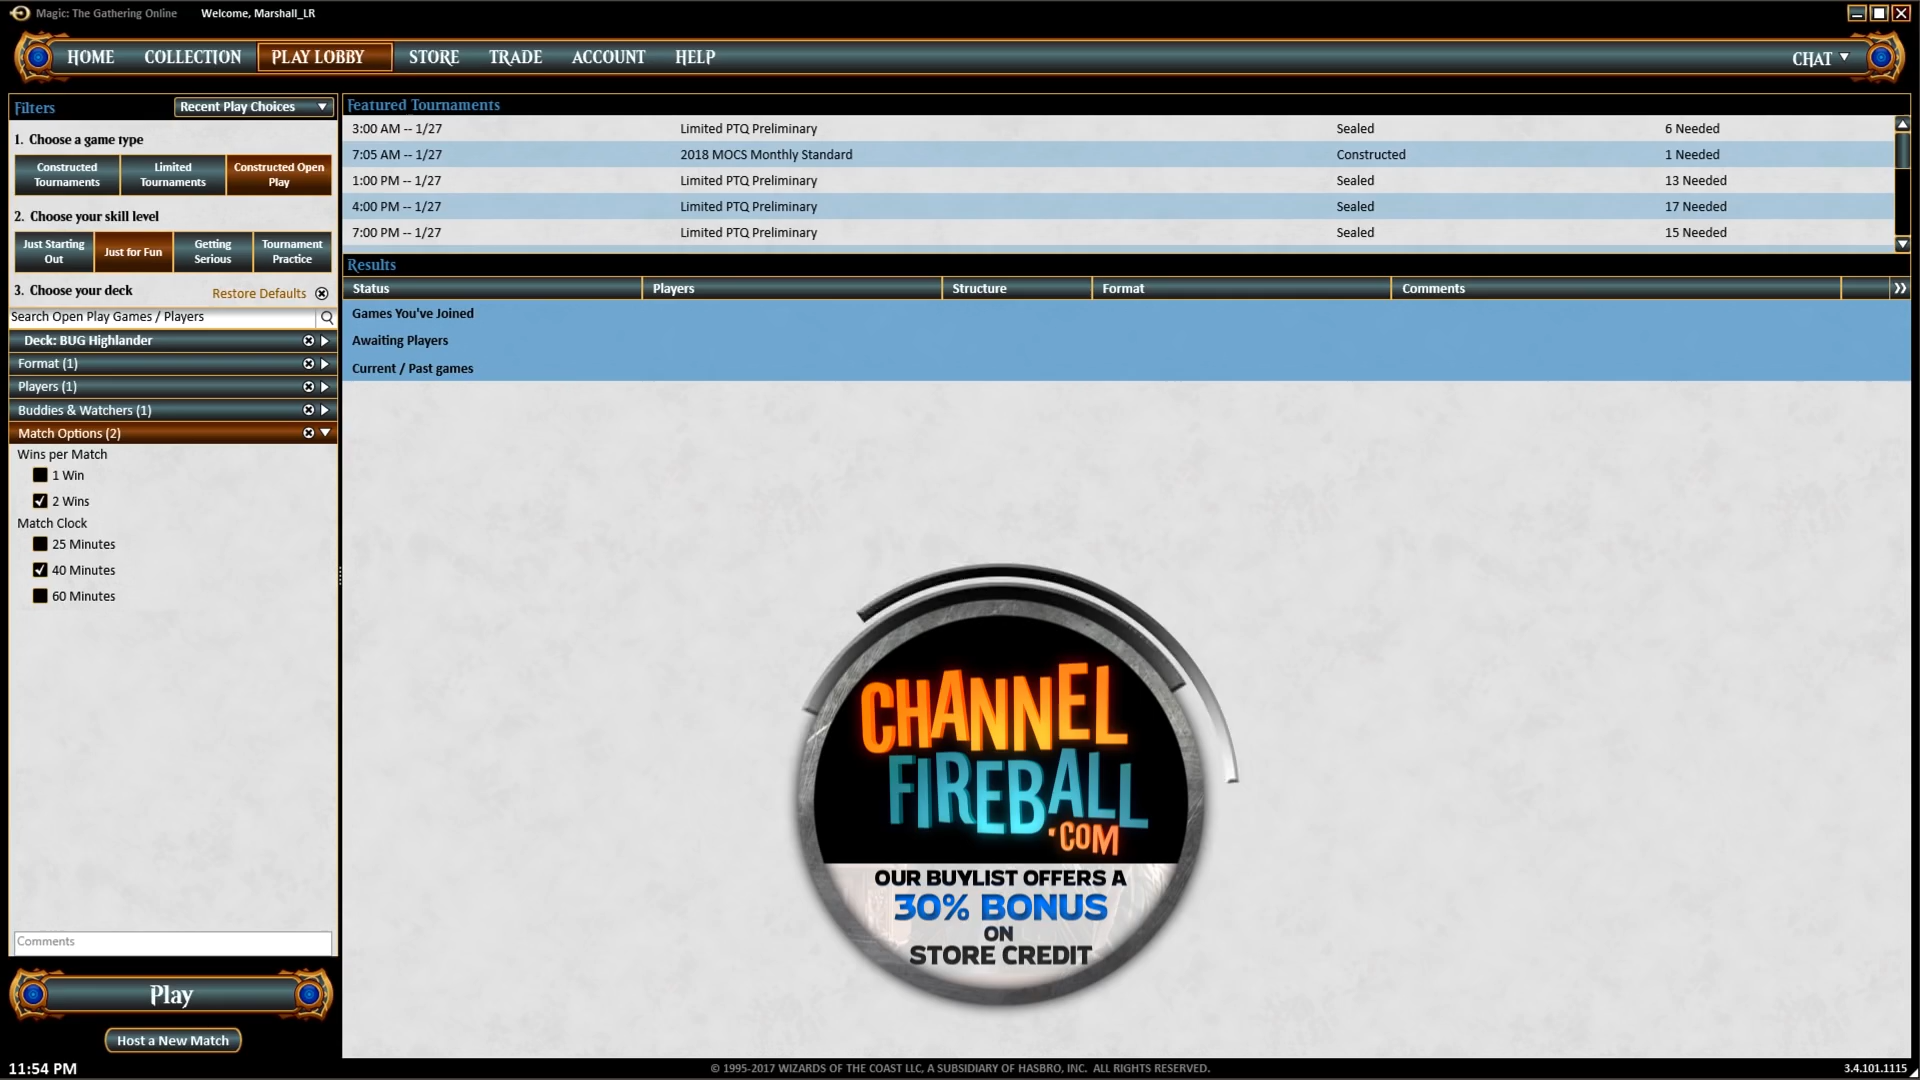 Magic: The Gathering Online Welcome, Marshall_LR
HOME COLLECTION PLAY LOBBY STORE TRADE ACCOUNT HELP CHAT
Filters Recent Play Choices
1. Choose a game type
Constructed Tournaments Limited Tournaments Constructed Open Play
2. Choose your skill level
Just Starting Out Just for Fun Getting Serious Tournament Practice
3. Choose your deck Restore Defaults
Search Open Play Games / Players
Deck: BUG Highlander
Format (1)
Players (1)
Buddies & Watchers (1)
Match Options (2)
Wins per Match
1 Win
2 Wins
Match Clock
25 Minutes
40 Minutes
60 Minutes
Comments
Play
Host a New Match
11:54 PM
Featured Tournaments
3:00 AM -- 1/27 Limited PTQ Preliminary Sealed 6 Needed
7:05 AM -- 1/27 2018 MOCS Monthly Standard Constructed 1 Needed
1:00 PM -- 1/27 Limited PTQ Preliminary Sealed 13 Needed
4:00 PM -- 1/27 Limited PTQ Preliminary Sealed 17 Needed
7:00 PM -- 1/27 Limited PTQ Preliminary Sealed 15 Needed
Results
Status Players Structure Format Comments
Games You've Joined
Awaiting Players
Current / Past games
CHANNEL
FIREBALL
.COM
OUR BUYLIST OFFERS A
30% BONUS
ON
STORE CREDIT
© 1995-2017 WIZARDS OF THE COAST LLC, A SUBSIDIARY OF HASBRO, INC. ALL RIGHTS RESERVED.
3.4.101.1115